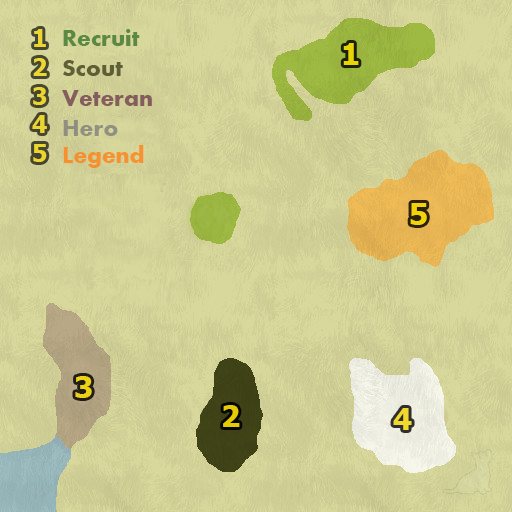 1 Recruit
2 Scout
3 Veteran
4 Hero
5 Legend
1
5
3
2
4